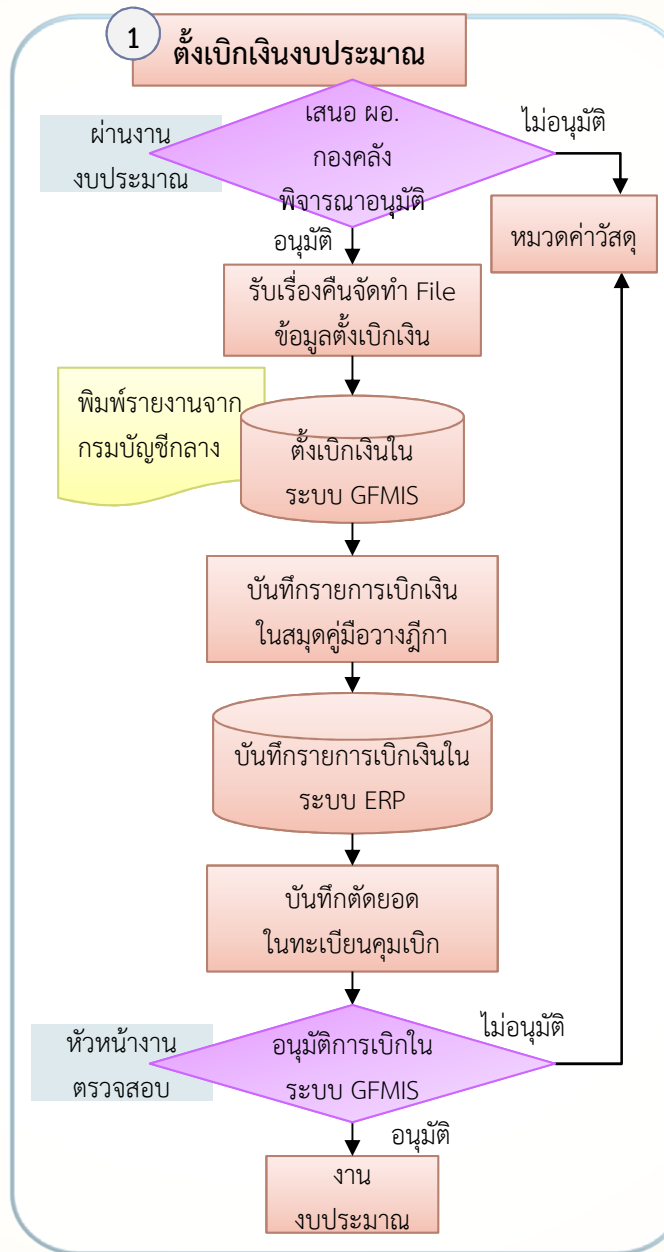 1
ตั้งเบิกเงินงบประมาณ
เสนอ ผอ.
กองคลัง
พิจารณาอนุมัติ
ผ่านงาน
งบประมาณ
ไม่อนุมัติ
หมวดค่าวัสดุ
อนุมัติ
รับเรื่องคืนจัดทำ File
ข้อมูลตั้งเบิกเงิน
พิมพ์รายงานจาก
กรมบัญชีกลาง
ตั้งเบิกเงินใน
ระบบ GFMIS
บันทึกรายการเบิกเงิน
ในสมุดคู่มือวางฎีกา
บันทึกรายการเบิกเงินใน
ระบบ ERP
บันทึกตัดยอด
ในทะเบียนคุมเบิก
หัวหน้างาน
ตรวจสอบ
อนุมัติการเบิกใน
ระบบ GFMIS
ไม่อนุมัติ
อนุมัติ
งาน
งบประมาณ